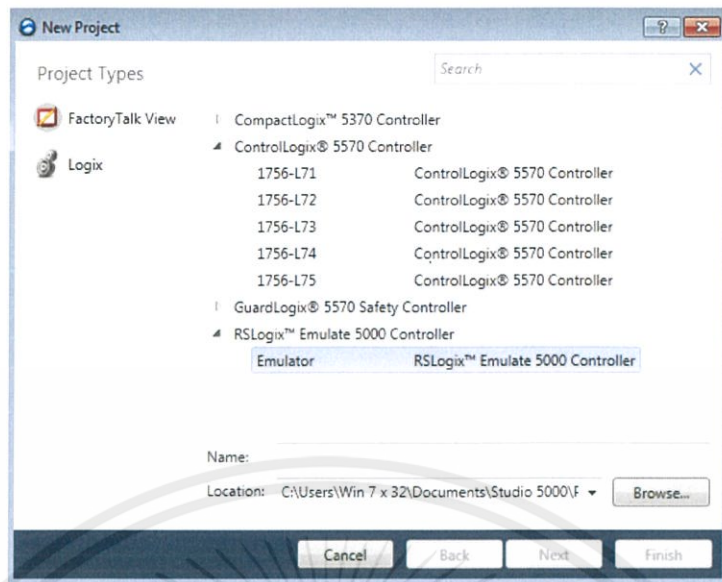 New Project
Project Types
Search
FactoryTalk View
Logix
CompactLogix™ 5370 Controller
ControlLogix® 5570 Controller
1756-L71 ControlLogix® 5570 Controller
1756-L72 ControlLogix® 5570 Controller
1756-L73 ControlLogix® 5570 Controller
1756-L74 ControlLogix® 5570 Controller
1756-L75 ControlLogix® 5570 Controller
GuardLogix® 5570 Safety Controller
RSLogix™ Emulate 5000 Controller
Emulator RSLogix™ Emulate 5000 Controller
Name:
Location: C:\Users\Win 7 x 32\Documents\Studio 5000\F Browse...
Cancel Back Next Finish